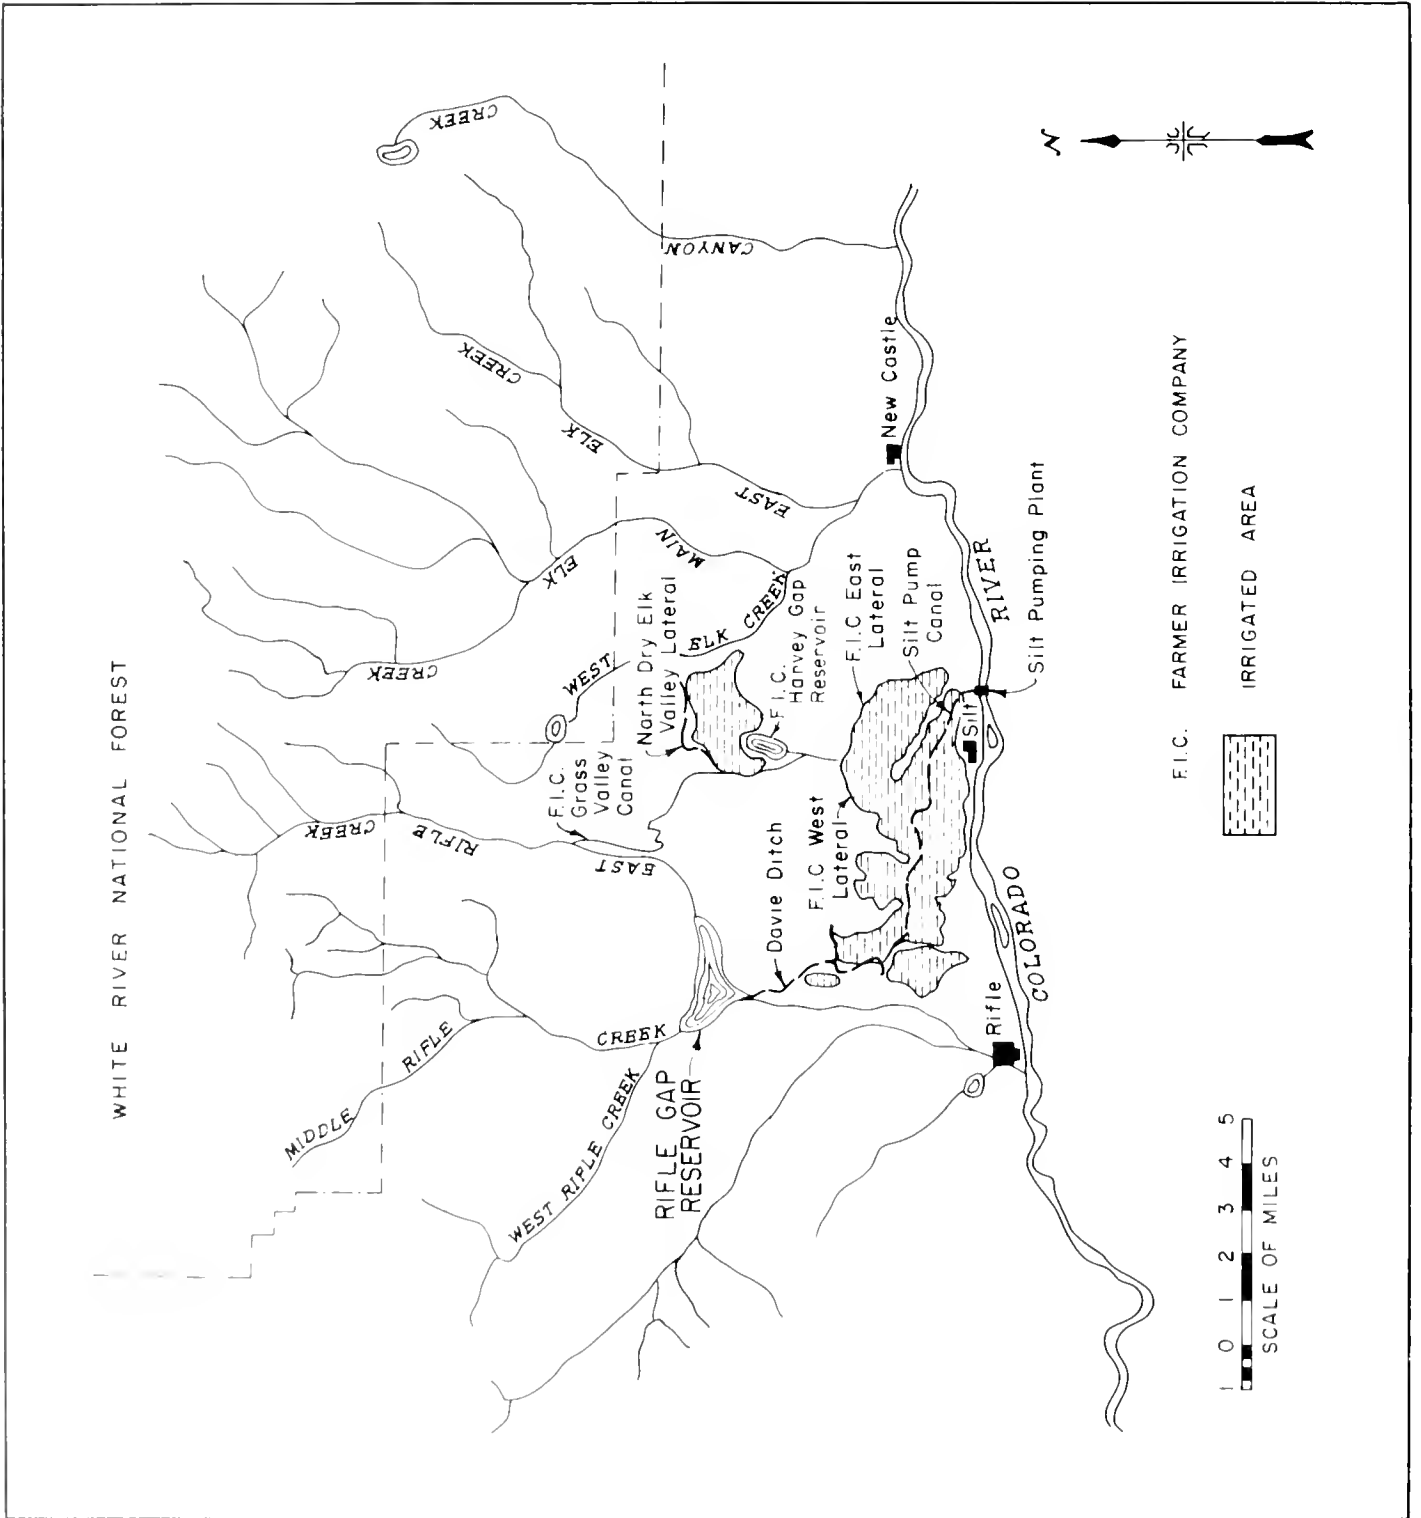 WHITE RIVER NATIONAL FOREST
CREEK
CANYON
CREEK
ELK
EAST
ELK
MAIN
CREEK
WEST
ELK CREEK
CREEK
RIFLE
EAST
MIDDLE
RIFLE
CREEK
WEST RIFLE CREEK
RIFLE GAP
RESERVOIR
F.I.C.
Grass
Valley
Canal
North Dry Elk
Valley Lateral
F.I.C.
Harvey Gap
Reservoir
F.I.C East
Lateral
Silt Pump
Canal
F.I.C West
Lateral
Davie Ditch
New Castle
Silt
Rifle
Silt Pumping Plant
COLORADO
RIVER
N
F.I.C. FARMER IRRIGATION COMPANY
IRRIGATED AREA
1 0 1 2 3 4 5
SCALE OF MILES